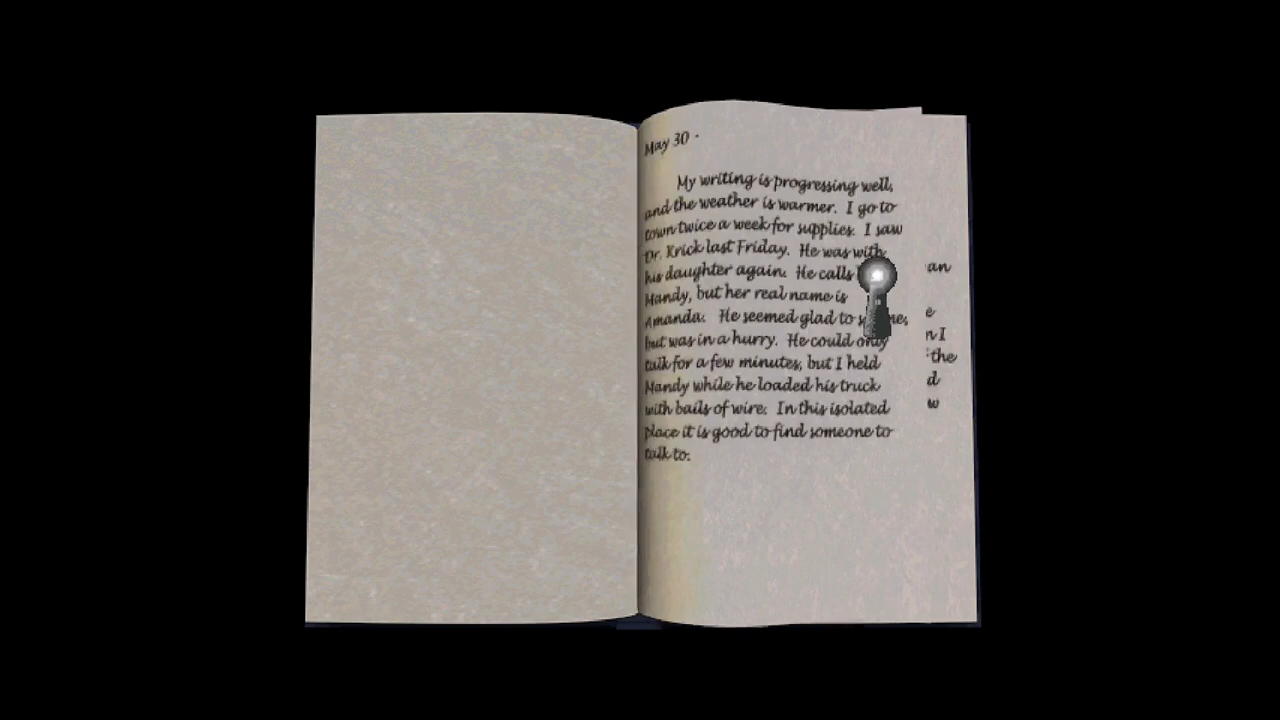 May 30 -
My writing is progressing well,
and the weather is warmer. I go to
town twice a week for supplies. I saw
Dr. Krick last Friday. He was with
his daughter again. He calls
an
Mandy, but her real name is
Amanda. He seemed glad to
e
but was in a hurry. He could only
n I
talk for a few minutes, but I held
the
Mandy while he loaded his truck
d
with bails of wire. In this isolated
w
place it is good to find someone to
talk to.